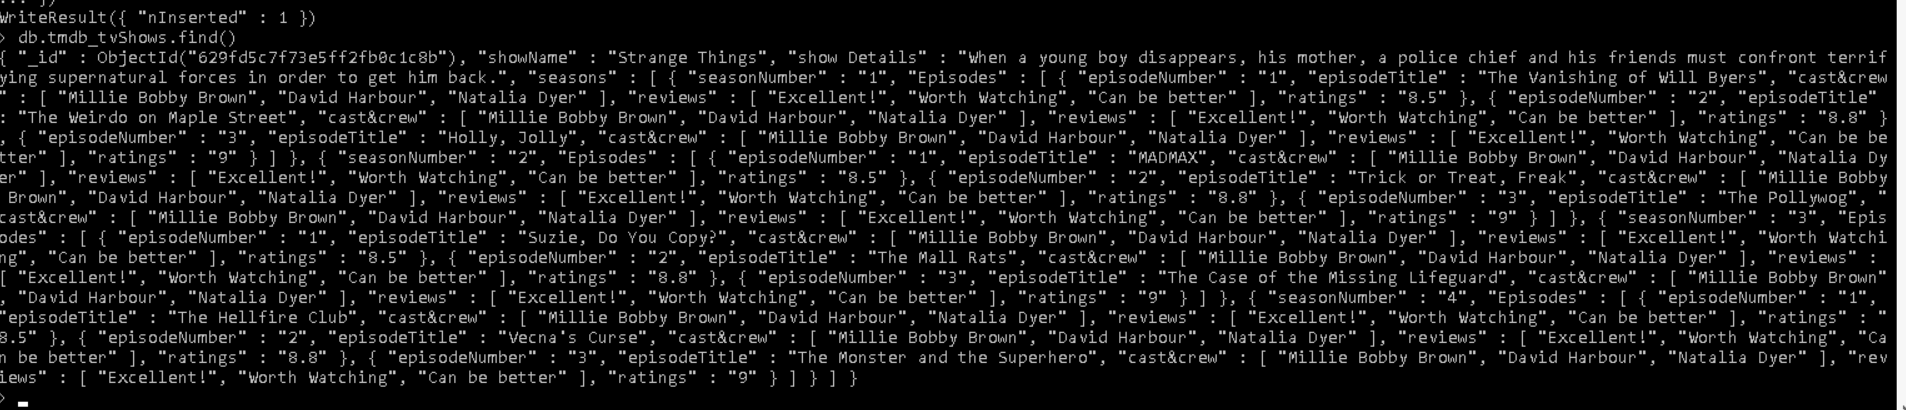 ... })
WriteResult({ "nInserted" : 1 })
> db.tmdb_tvShows.find()
{ "_id" : ObjectId("629fd5c7f73e5ff2fb0c1c8b"), "showName" : "Strange Things", "show Details" : "When a young boy disappears, his mother, a police chief and his friends must confront terrif
ying supernatural forces in order to get him back.", "seasons" : [ { "seasonNumber" : "1", "Episodes" : [ { "episodeNumber" : "1", "episodeTitle" : "The Vanishing of Will Byers", "cast&crew
" : [ "Millie Bobby Brown", "David Harbour", "Natalia Dyer" ], "reviews" : [ "Excellent!", "Worth Watching", "Can be better" ], "ratings" : "8.5" }, { "episodeNumber" : "2", "episodeTitle" 
: "The Weirdo on Maple Street", "cast&crew" : [ "Millie Bobby Brown", "David Harbour", "Natalia Dyer" ], "reviews" : [ "Excellent!", "Worth Watching", "Can be better" ], "ratings" : "8.8" }
, { "episodeNumber" : "3", "episodeTitle" : "Holly, Jolly", "cast&crew" : [ "Millie Bobby Brown", "David Harbour", "Natalia Dyer" ], "reviews" : [ "Excellent!", "Worth Watching", "Can be be
tter" ], "ratings" : "9" } ] }, { "seasonNumber" : "2", "Episodes" : [ { "episodeNumber" : "1", "episodeTitle" : "MADMAX", "cast&crew" : [ "Millie Bobby Brown", "David Harbour", "Natalia Dy
er" ], "reviews" : [ "Excellent!", "Worth Watching", "Can be better" ], "ratings" : "8.5" }, { "episodeNumber" : "2", "episodeTitle" : "Trick or Treat, Freak", "cast&crew" : [ "Millie Bobby
 Brown", "David Harbour", "Natalia Dyer" ], "reviews" : [ "Excellent!", "Worth Watching", "Can be better" ], "ratings" : "8.8" }, { "episodeNumber" : "3", "episodeTitle" : "The Pollywog", "
cast&crew" : [ "Millie Bobby Brown", "David Harbour", "Natalia Dyer" ], "reviews" : [ "Excellent!", "Worth Watching", "Can be better" ], "ratings" : "9" } ] }, { "seasonNumber" : "3", "Epis
odes" : [ { "episodeNumber" : "1", "episodeTitle" : "Suzie, Do You Copy?", "cast&crew" : [ "Millie Bobby Brown", "David Harbour", "Natalia Dyer" ], "reviews" : [ "Excellent!", "Worth Watchi
ng", "Can be better" ], "ratings" : "8.5" }, { "episodeNumber" : "2", "episodeTitle" : "The Mall Rats", "cast&crew" : [ "Millie Bobby Brown", "David Harbour", "Natalia Dyer" ], "reviews" : 
[ "Excellent!", "Worth Watching", "Can be better" ], "ratings" : "8.8" }, { "episodeNumber" : "3", "episodeTitle" : "The Case of the Missing Lifeguard", "cast&crew" : [ "Millie Bobby Brown"
, "David Harbour", "Natalia Dyer" ], "reviews" : [ "Excellent!", "Worth Watching", "Can be better" ], "ratings" : "9" } ] }, { "seasonNumber" : "4", "Episodes" : [ { "episodeNumber" : "1", 
"episodeTitle" : "The Hellfire Club", "cast&crew" : [ "Millie Bobby Brown", "David Harbour", "Natalia Dyer" ], "reviews" : [ "Excellent!", "Worth Watching", "Can be better" ], "ratings" : "
8.5" }, { "episodeNumber" : "2", "episodeTitle" : "Vecna's Curse", "cast&crew" : [ "Millie Bobby Brown", "David Harbour", "Natalia Dyer" ], "reviews" : [ "Excellent!", "Worth Watching", "Ca
n be better" ], "ratings" : "8.8" }, { "episodeNumber" : "3", "episodeTitle" : "The Monster and the Superhero", "cast&crew" : [ "Millie Bobby Brown", "David Harbour", "Natalia Dyer" ], "rev
iews" : [ "Excellent!", "Worth Watching", "Can be better" ], "ratings" : "9" } ] } ] }
>